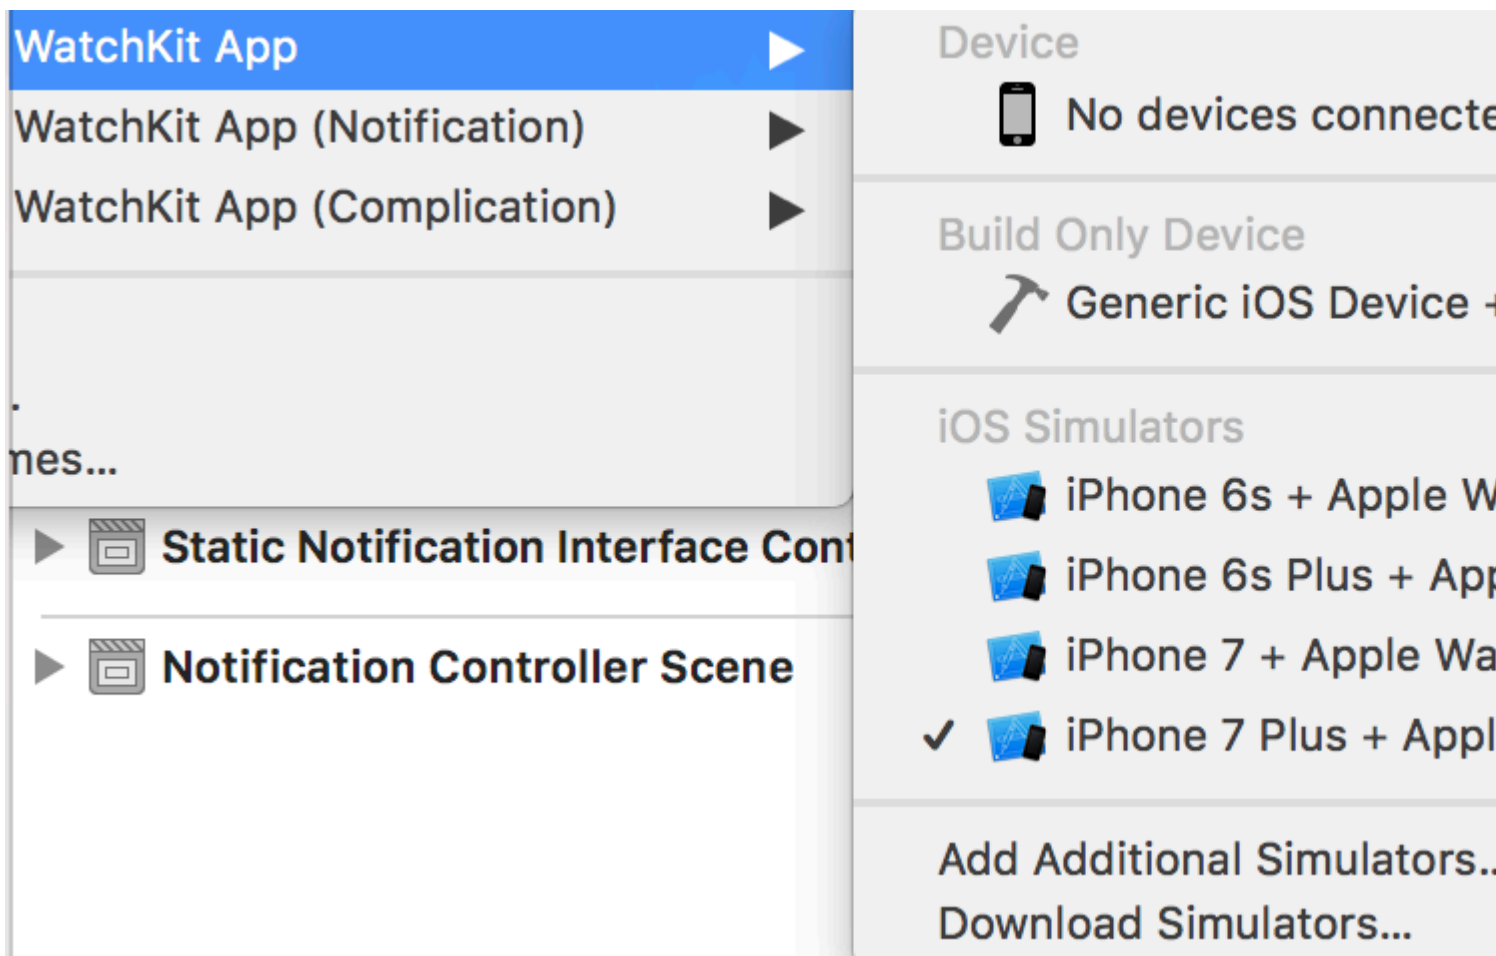 WatchKit App
WatchKit App (Notification)
WatchKit App (Complication)
.
mes...
Static Notification Interface Cont
Notification Controller Scene
Device
No devices connecte
Build Only Device
Generic iOS Device +
iOS Simulators
iPhone 6s + Apple W
iPhone 6s Plus + App
iPhone 7 + Apple Wa
iPhone 7 Plus + Appl
Add Additional Simulators..
Download Simulators...